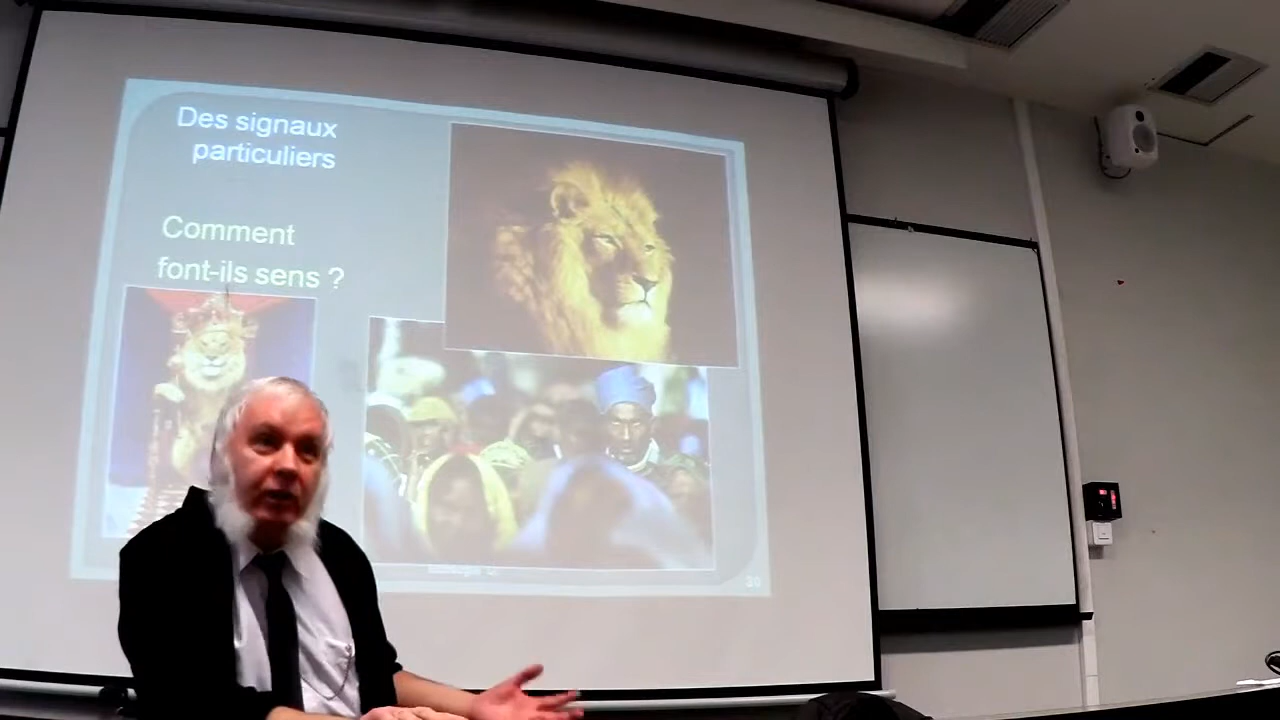 Des signaux
particuliers
Comment
font-ils sens ?